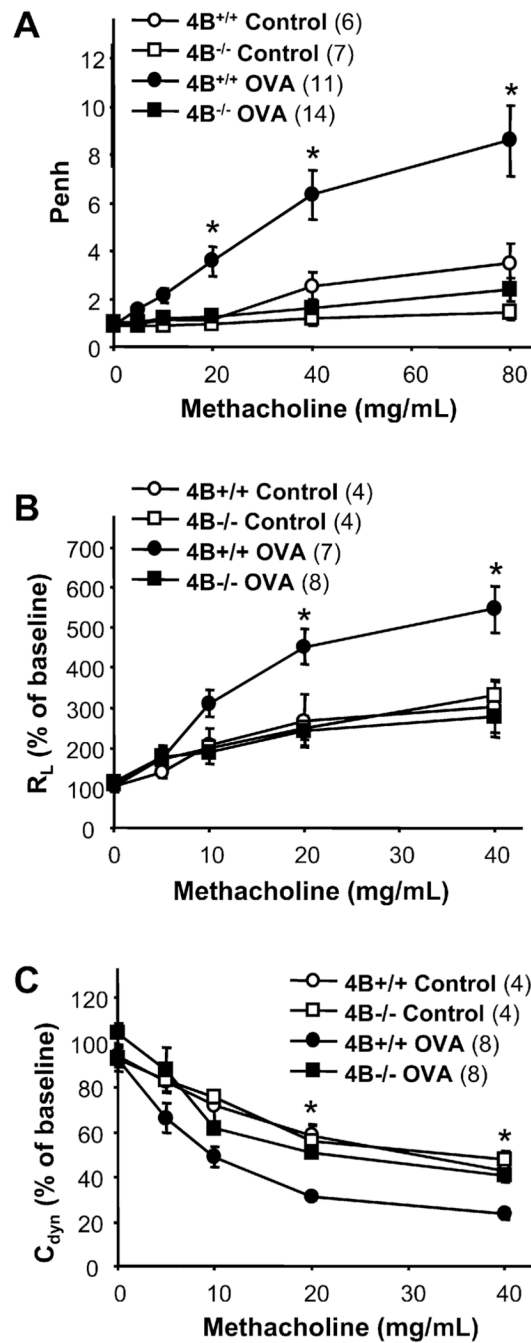 A
4B+/+ Control (6)
4B-/- Control (7)
4B+/+ OVA (11)
4B-/- OVA (14)
12
10
8
6
4
2
0
Penh
* * *
0 20 40 60 80
Methacholine (mg/mL)
B
4B+/+ Control (4)
4B-/- Control (4)
4B+/+ OVA (7)
4B-/- OVA (8)
700
600
500
400
300
200
100
0
RL (% of baseline)
* *
0 10 20 30 40
Methacholine (mg/mL)
C
4B+/+ Control (4)
4B-/- Control (4)
4B+/+ OVA (8)
4B-/- OVA (8)
120
100
80
60
40
20
0
Cdyn (% of baseline)
* *
0 10 20 30 40
Methacholine (mg/mL)